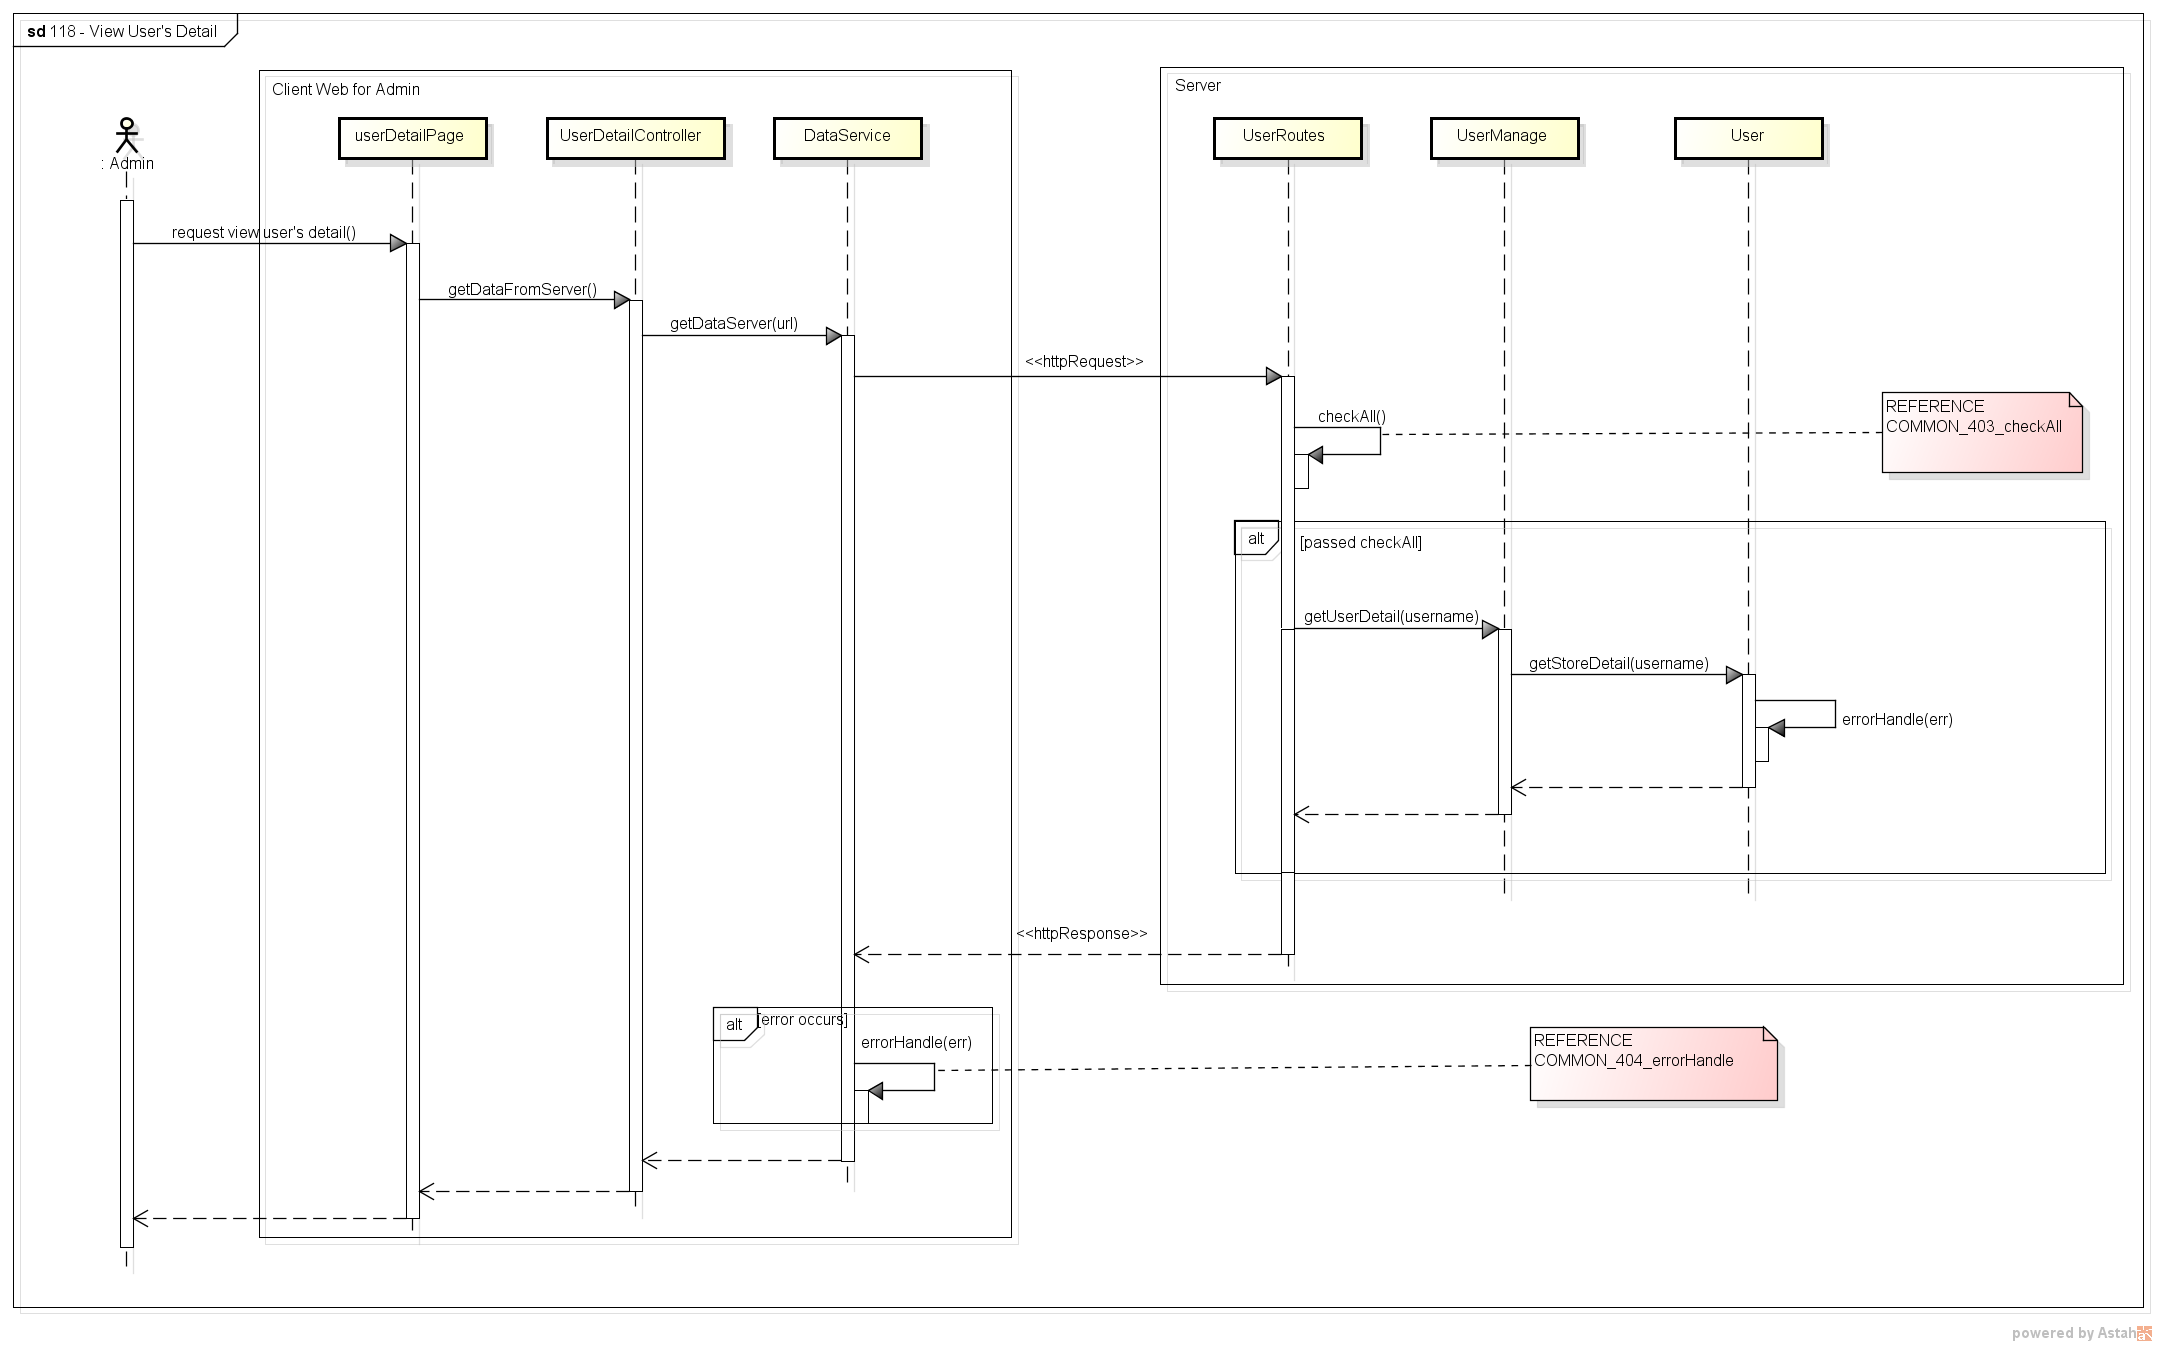 sd 118 - View User's Detail
Client Web for Admin
Server
: Admin
userDetailPage
UserDetailController
DataService
UserRoutes
UserManage
User
request view user's detail()
getDataFromServer()
getDataServer(url)
<<httpRequest>>
checkAll()
REFERENCE
COMMON_403_checkAll
alt
[passed checkAll]
getUserDetail(username)
getStoreDetail(username)
errorHandle(err)
<<httpResponse>>
alt
[error occurs]
errorHandle(err)
REFERENCE
COMMON_404_errorHandle
powered by Astah